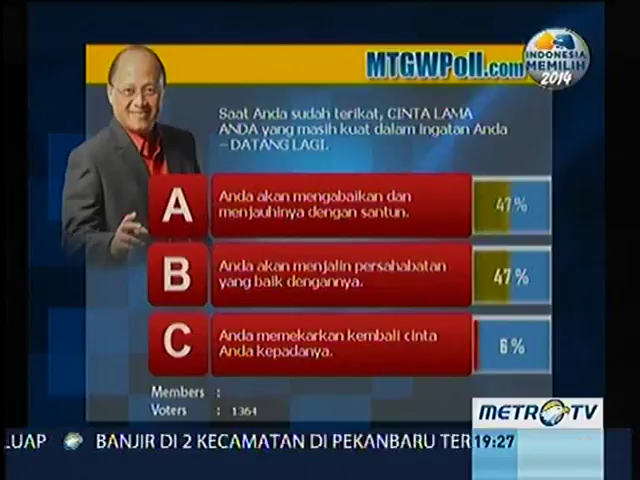 MTGWPoll.com
INDONESIA
MEMILIH
2014
Saat Anda sudah terikat, CINTA LAMA
ANDA yang masih kuat dalam ingatan Anda
– DATANG LAGI.
A
Anda akan mengabaikan dan
menjauhinya dengan santun.
47%
B
Anda akan menjalin persahabatan
yang baik dengannya.
47%
C
Anda memekarkan kembali cinta
Anda kepadanya.
6%
Members :
Voters : 1364
METRO TV
LUAP BANJIR DI 2 KECAMATAN DI PEKANBARU TER
19:27